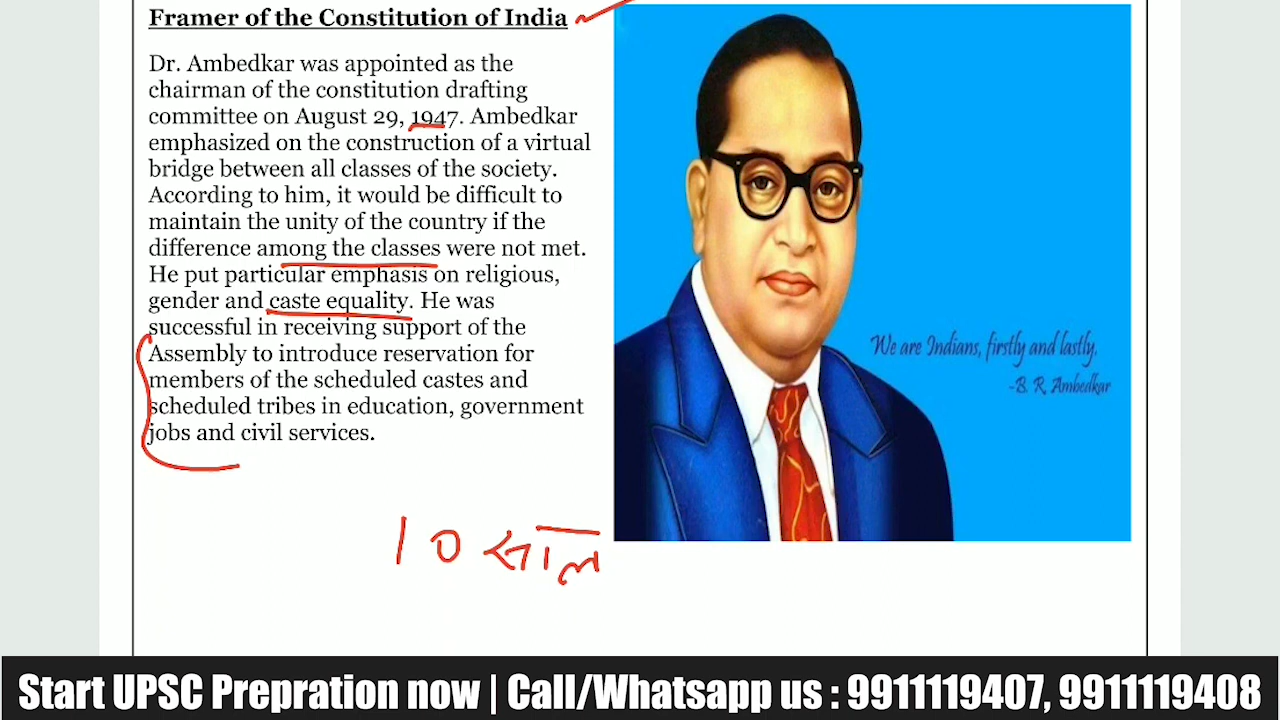 Framer of the Constitution of India
Dr. Ambedkar was appointed as the
chairman of the constitution drafting
committee on August 29, 1947. Ambedkar
emphasized on the construction of a virtual
bridge between all classes of the society.
According to him, it would be difficult to
maintain the unity of the country if the
difference among the classes were not met.
He put particular emphasis on religious,
gender and caste equality. He was
successful in receiving support of the
Assembly to introduce reservation for
members of the scheduled castes and
scheduled tribes in education, government
jobs and civil services.
10 साल
We are Indians, firstly and lastly.
-B. R. Ambedkar
Start UPSC Prepration now | Call/Whatsapp us : 9911119407, 9911119408